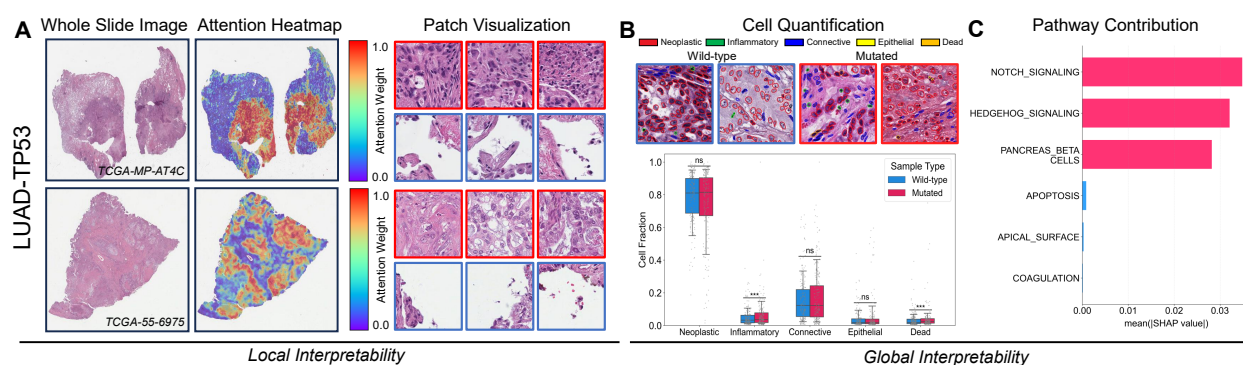 A
Whole Slide Image
Attention Heatmap
Patch Visualization
LUAD-TP53
TCGA-MP-AT4C
1.0
Attention Weight
0.0
TCGA-55-6975
1.0
Attention Weight
0.0
Local Interpretability
B
Cell Quantification
Neoplastic
Inflammatory
Connective
Epithelial
Dead
Wild-type
Mutated
Cell Fraction
1.0
0.8
0.6
0.4
0.2
0.0
ns
***
ns
ns
***
Sample Type
Wild-type
Mutated
Neoplastic
Inflammatory
Connective
Epithelial
Dead
C
Pathway Contribution
NOTCH_SIGNALING
HEDGEHOG_SIGNALING
PANCREAS_BETA
CELLS
APOPTOSIS
APICAL_SURFACE
COAGULATION
0.00
0.01
0.02
0.03
mean(|SHAP value|)
Global Interpretability